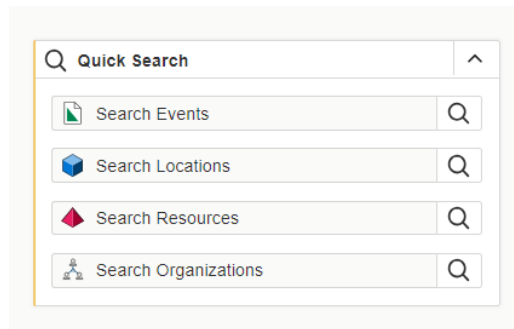 Quick Search
Search Events
Search Locations
Search Resources
Search Organizations